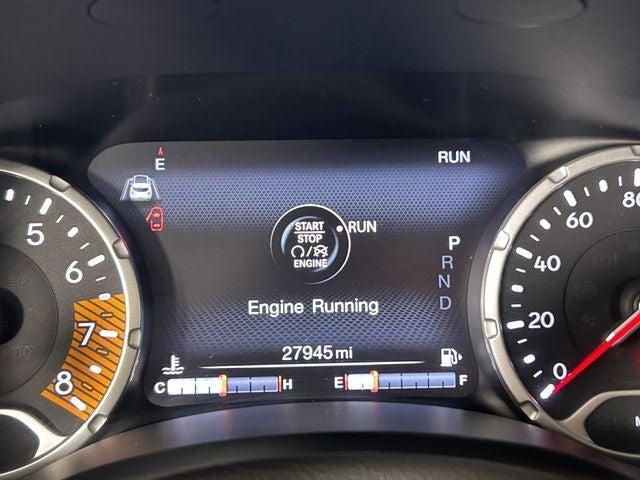 E
RUN
START
STOP
RUN
ENGINE
P
R
N
D
Engine Running
27945 mi
C H E F
5
6
7
8
0
20
40
60
80
M